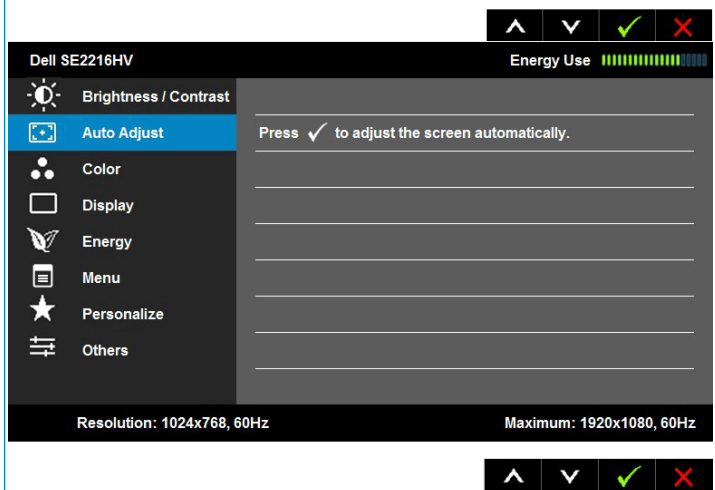 Dell SE2216HV Energy Use
Brightness / Contrast
Auto Adjust Press ✓ to adjust the screen automatically.
Color
Display
Energy
Menu
Personalize
Others
Resolution: 1024x768, 60Hz Maximum: 1920x1080, 60Hz